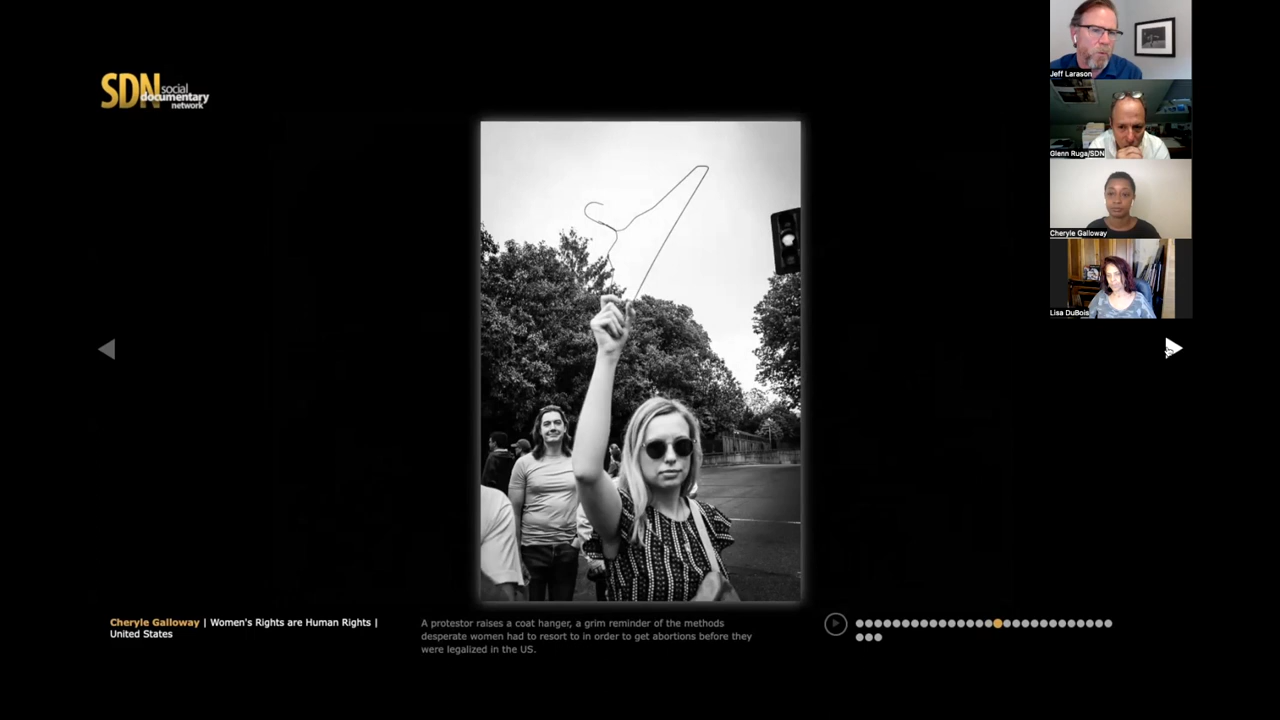 SDN social
documentary
network
Jeff Larason
Glenn Ruga/SDN
Cheryle Galloway
Lisa DuBois
Cheryle Galloway | Women's Rights are Human Rights |
United States
A protestor raises a coat hanger, a grim reminder of the methods
desperate women had to resort to in order to get abortions before they
were legalized in the US.